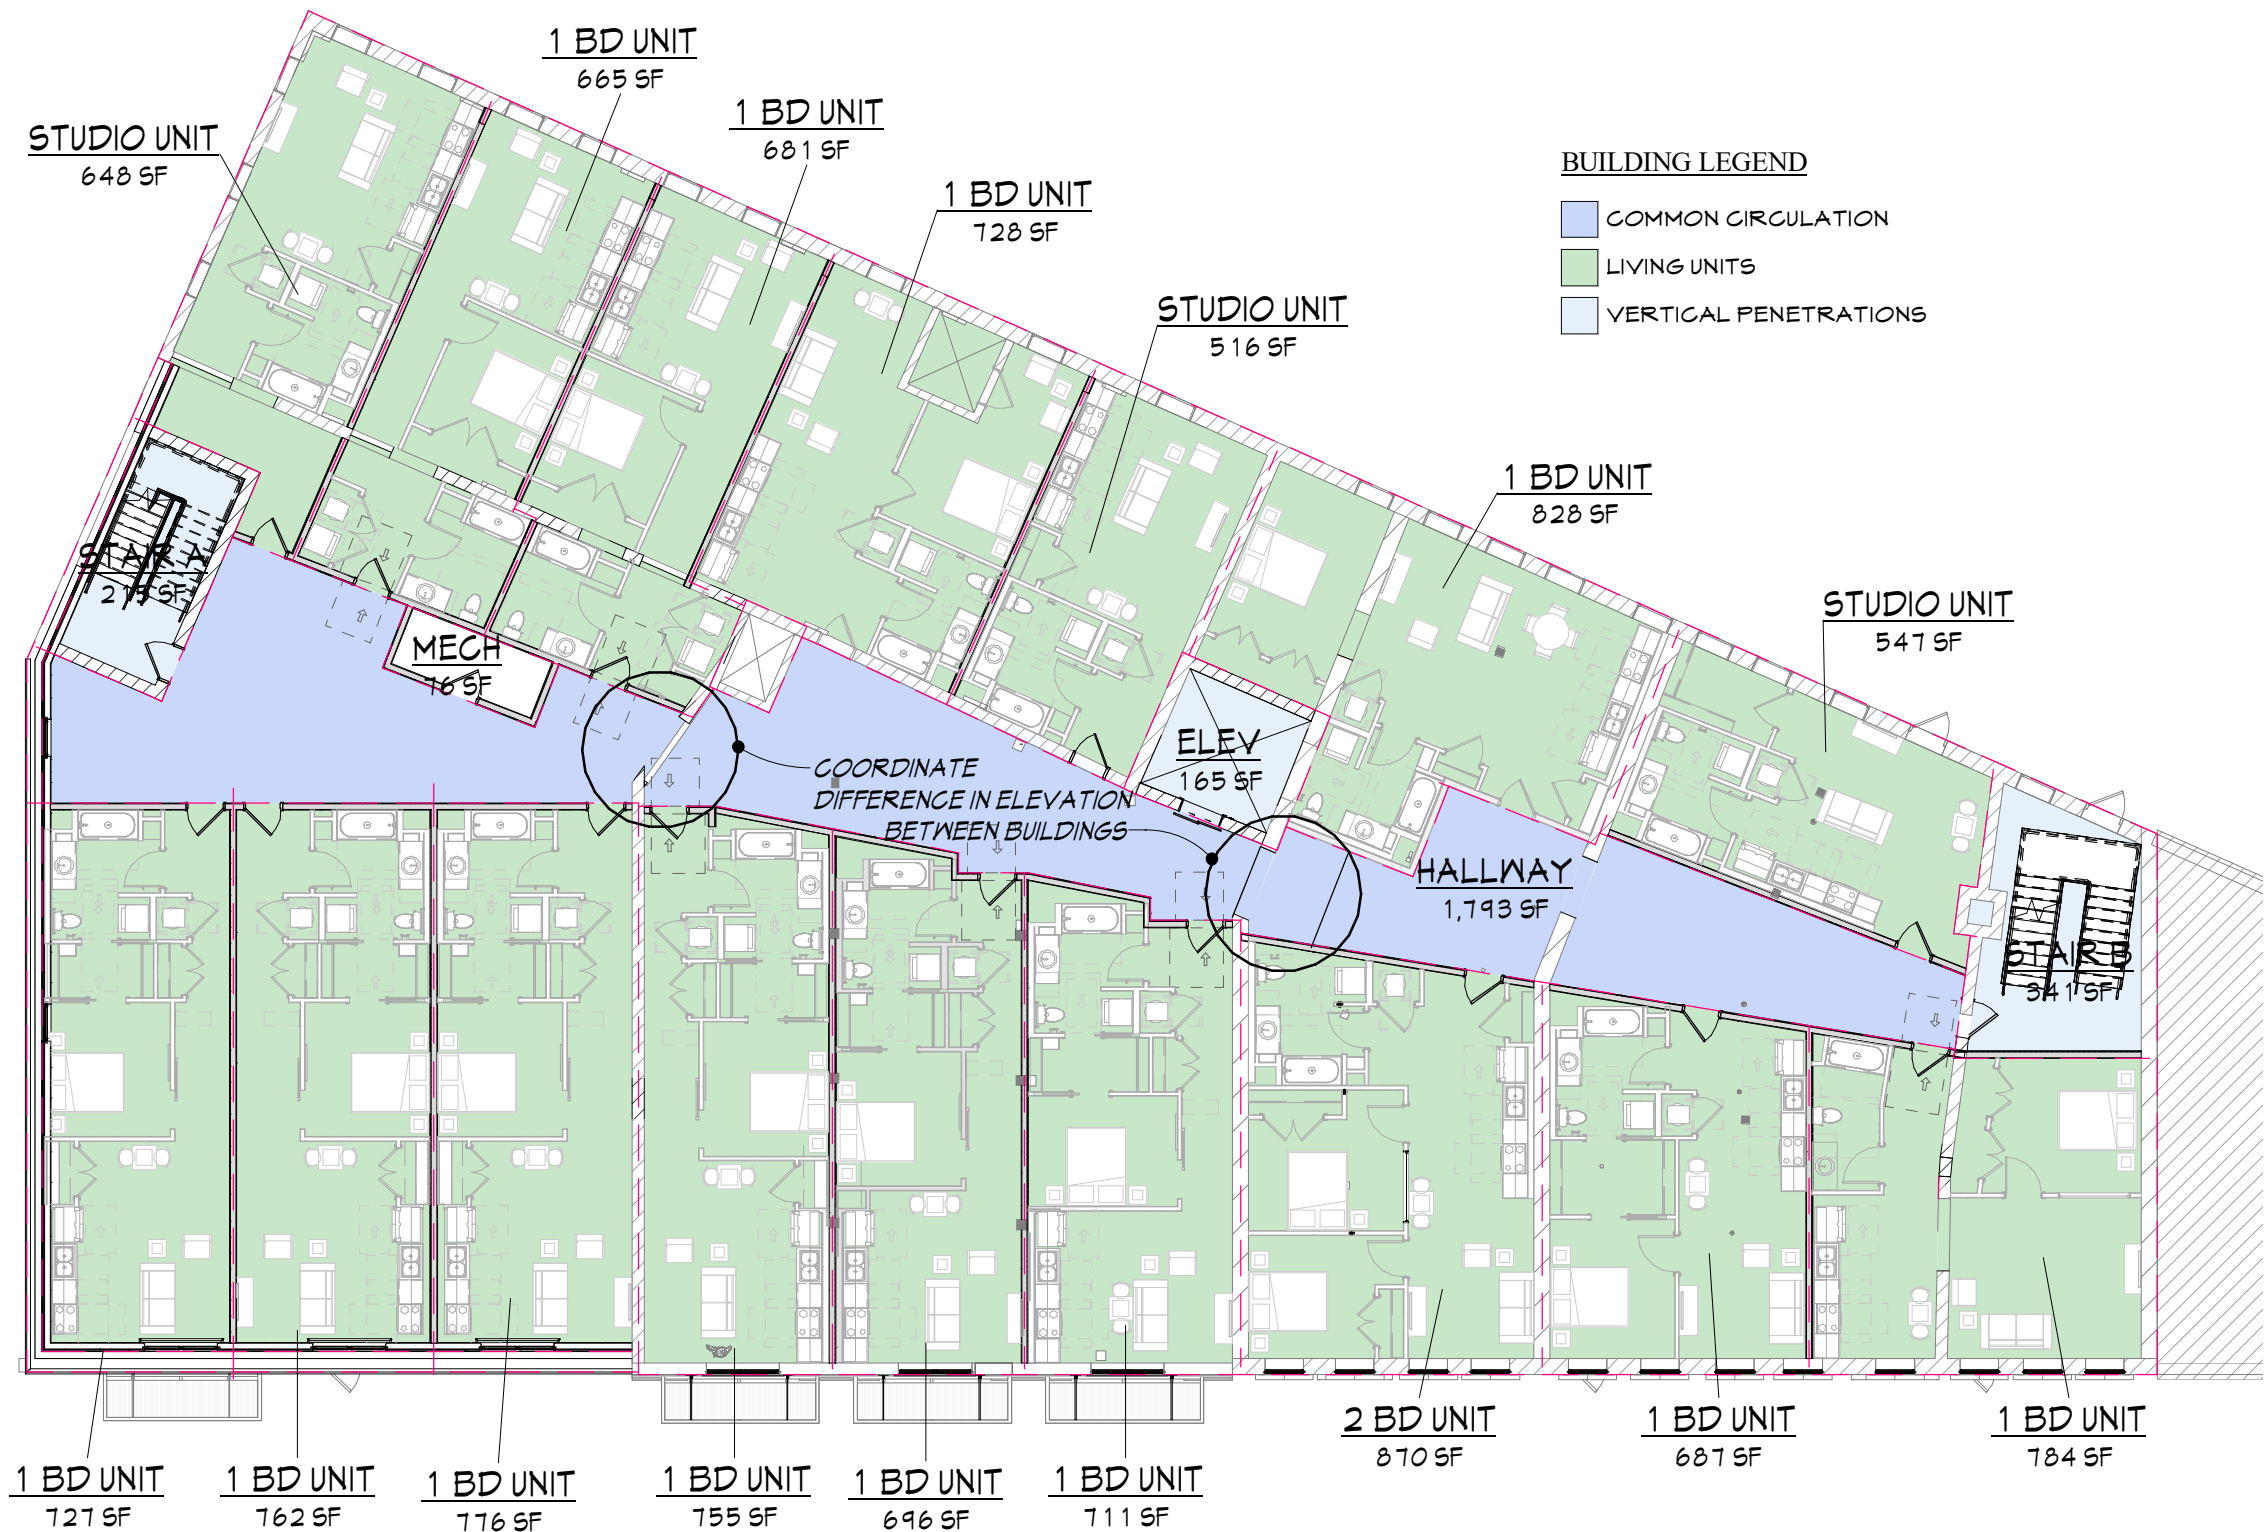 1 BD UNIT
665 SF
1 BD UNIT
681 SF
STUDIO UNIT
648 SF
1 BD UNIT
728 SF
BUILDING LEGEND
COMMON CIRCULATION
LIVING UNITS
VERTICAL PENETRATIONS
STUDIO UNIT
516 SF
1 BD UNIT
828 SF
STAIR A
215 SF
STUDIO UNIT
547 SF
MECH
76 SF
ELEV
165 SF
COORDINATE
DIFFERENCE IN ELEVATION
BETWEEN BUILDINGS
HALLWAY
1,793 SF
STAIR B
341 SF
2 BD UNIT
870 SF
1 BD UNIT
687 SF
1 BD UNIT
784 SF
1 BD UNIT
727 SF
1 BD UNIT
762 SF
1 BD UNIT
776 SF
1 BD UNIT
755 SF
1 BD UNIT
696 SF
1 BD UNIT
711 SF